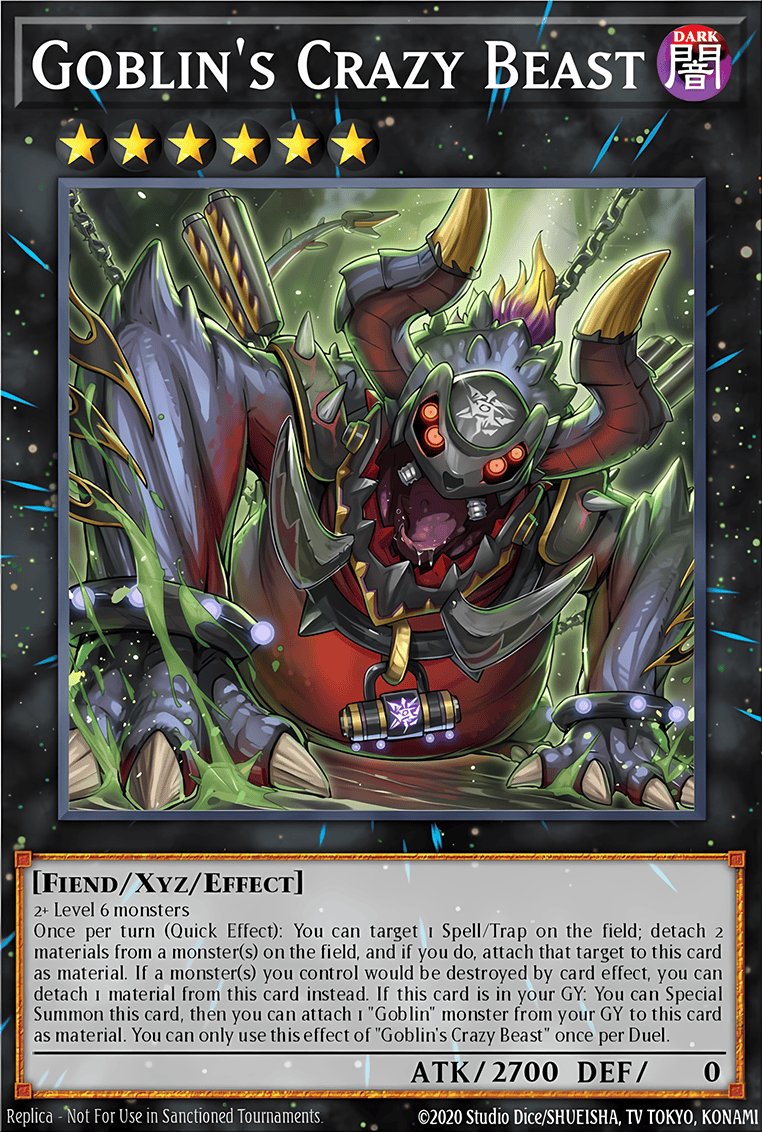 Goblin's Crazy Beast
DARK
闇
[Fiend/Xyz/Effect]
2+ Level 6 monsters
Once per turn (Quick Effect): You can target 1 Spell/Trap on the field; detach 2
materials from a monster(s) on the field, and if you do, attach that target to this card
as material. If a monster(s) you control would be destroyed by card effect, you can
detach 1 material from this card instead. If this card is in your GY: You can Special
Summon this card, then you can attach 1 "Goblin" monster from your GY to this card
as material. You can only use this effect of "Goblin's Crazy Beast" once per Duel.
ATK/2700 DEF/ 0
Replica - Not For Use in Sanctioned Tournaments.
©2020 Studio Dice/SHUEISHA, TV TOKYO, KONAMI